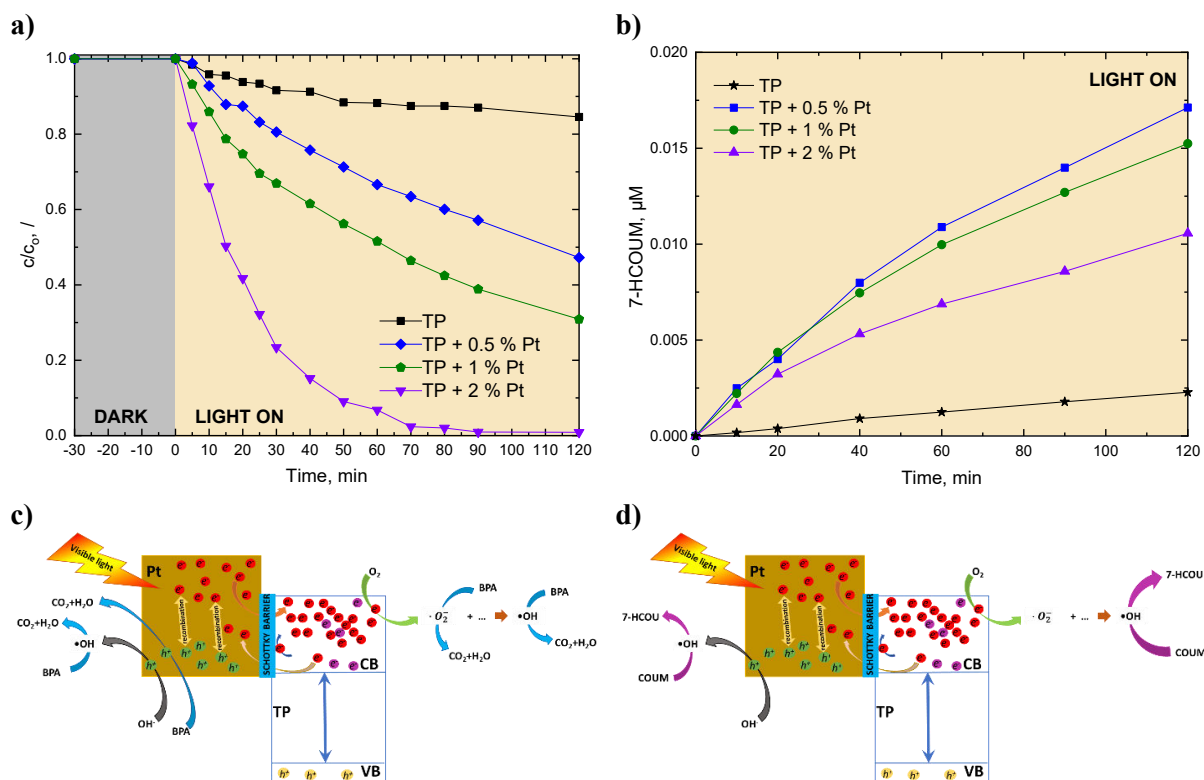 a)
1.0
0.8
0.6
0.4
0.2
0.0
c/c₀, /
TP
TP + 0.5 % Pt
TP + 1 % Pt
TP + 2 % Pt
DARK
LIGHT ON
-30 -20 -10 0 10 20 30 40 50 60 70 80 90 100 110 120
Time, min
b)
0.020
0.015
0.010
0.005
0.000
7-HCOUM, µM
LIGHT ON
TP
TP + 0.5 % Pt
TP + 1 % Pt
TP + 2 % Pt
0 20 40 60 80 100 120
Time, min
c)
Visible light
Pt
e⁻
recombination
recombination
h⁺
SCHOTTKY BARRIER
O₂
CO₂+H₂O
CO₂+H₂O
•OH
BPA
OH⁻
BPA
BPA
· O₂⁻ + ...
•OH
BPA
CO₂+H₂O
CO₂+H₂O
CB
TP
VB
h⁺ h⁺ h⁺
d)
Visible light
Pt
e⁻
recombination
recombination
h⁺
SCHOTTKY BARRIER
O₂
7-HCOU
7-HCOU
•OH
COUM
OH⁻
· O₂⁻ + ...
•OH
COUM
CB
TP
VB
h⁺ h⁺ h⁺